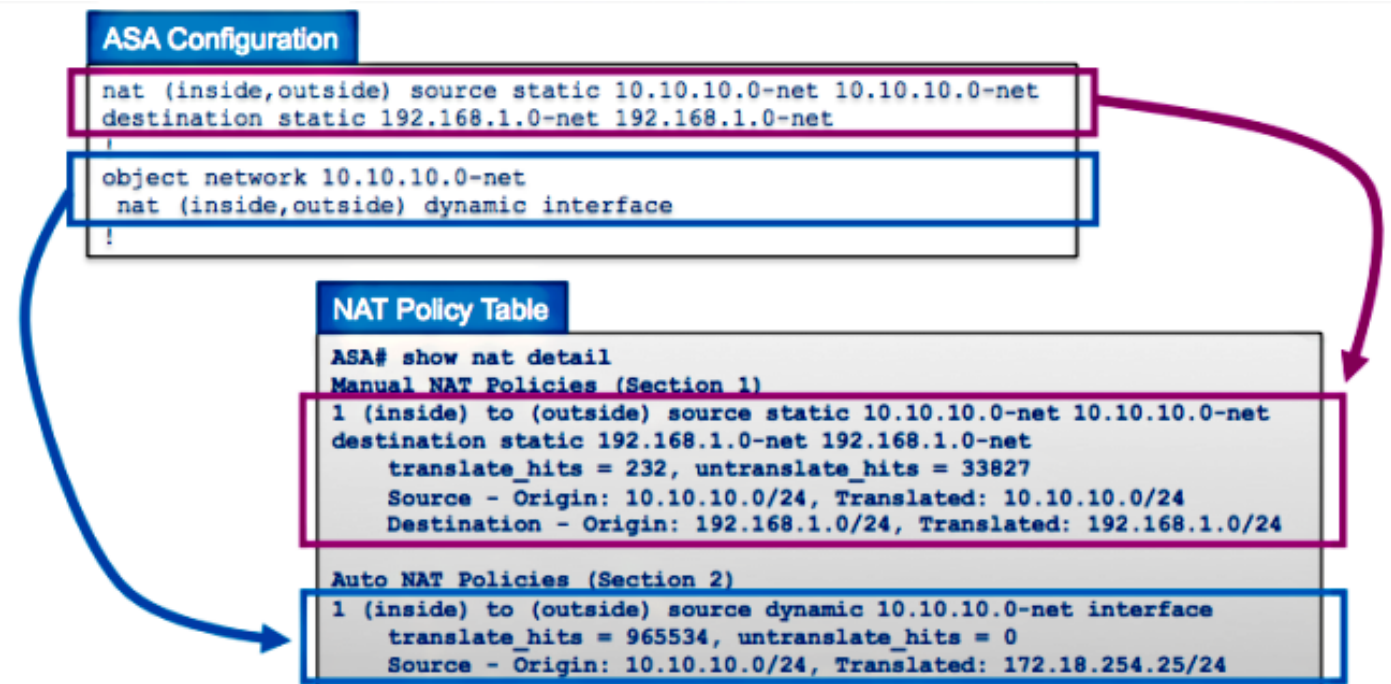 ASA Configuration
nat (inside,outside) source static 10.10.10.0-net 10.10.10.0-net
destination static 192.168.1.0-net 192.168.1.0-net
!
object network 10.10.10.0-net
 nat (inside,outside) dynamic interface
!
NAT Policy Table
ASA# show nat detail
Manual NAT Policies (Section 1)
1 (inside) to (outside) source static 10.10.10.0-net 10.10.10.0-net
destination static 192.168.1.0-net 192.168.1.0-net
    translate_hits = 232, untranslate_hits = 33827
    Source - Origin: 10.10.10.0/24, Translated: 10.10.10.0/24
    Destination - Origin: 192.168.1.0/24, Translated: 192.168.1.0/24
Auto NAT Policies (Section 2)
1 (inside) to (outside) source dynamic 10.10.10.0-net interface
    translate_hits = 965534, untranslate_hits = 0
    Source - Origin: 10.10.10.0/24, Translated: 172.18.254.25/24